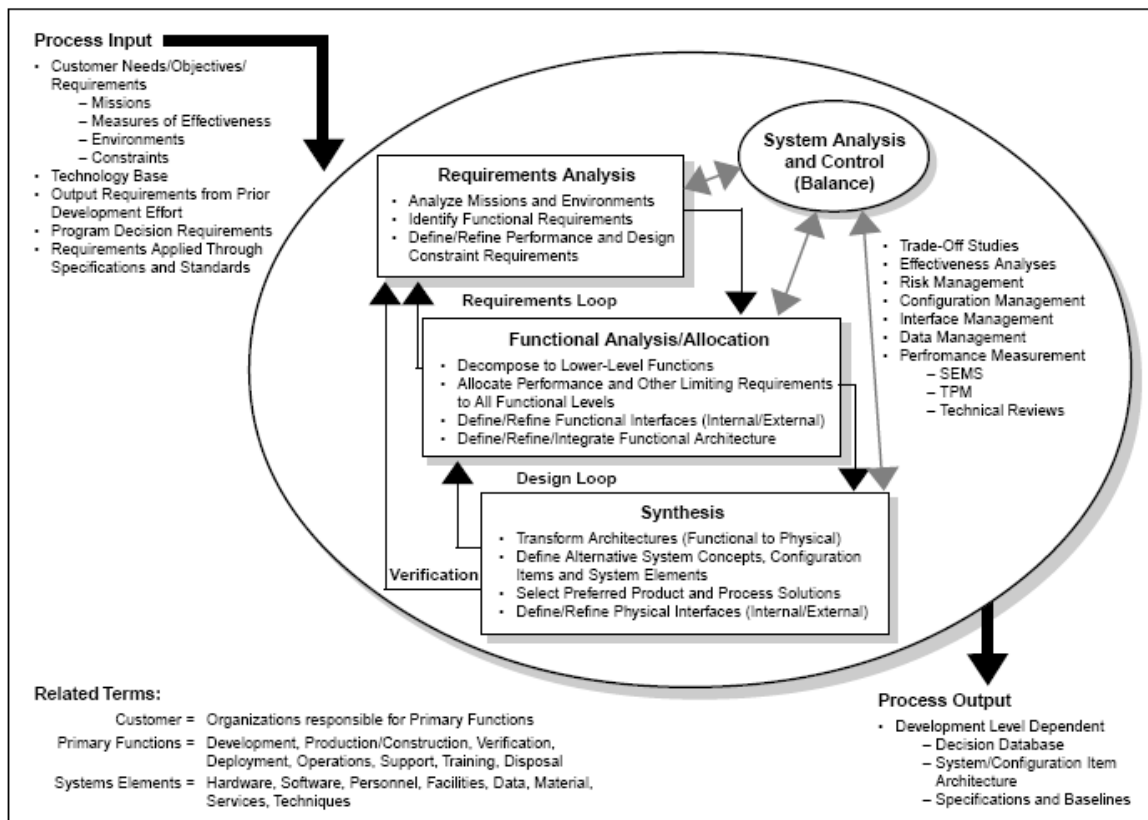 Process Input
• Customer Needs/Objectives/
Requirements
– Missions
– Measures of Effectiveness
– Environments
– Constraints
• Technology Base
• Output Requirements from Prior
Development Effort
• Program Decision Requirements
• Requirements Applied Through
Specifications and Standards
System Analysis
and Control
(Balance)
Requirements Analysis
• Analyze Missions and Environments
• Identify Functional Requirements
• Define/Refine Performance and Design
Constraint Requirements
• Trade-Off Studies
• Effectiveness Analyses
• Risk Management
• Configuration Management
• Interface Management
• Data Management
• Perfromance Measurement
– SEMS
– TPM
– Technical Reviews
Requirements Loop
Functional Analysis/Allocation
• Decompose to Lower-Level Functions
• Allocate Performance and Other Limiting Requirements
to All Functional Levels
• Define/Refine Functional Interfaces (Internal/External)
• Define/Refine/Integrate Functional Architecture
Design Loop
Synthesis
• Transform Architectures (Functional to Physical)
• Define Alternative System Concepts, Configuration
Items and System Elements
• Select Preferred Product and Process Solutions
• Define/Refine Physical Interfaces (Internal/External)
Verification
Related Terms:
Customer = Organizations responsible for Primary Functions
Primary Functions = Development, Production/Construction, Verification,
Deployment, Operations, Support, Training, Disposal
Systems Elements = Hardware, Software, Personnel, Facilities, Data, Material,
Services, Techniques
Process Output
• Development Level Dependent
– Decision Database
– System/Configuration Item
Architecture
– Specifications and Baselines